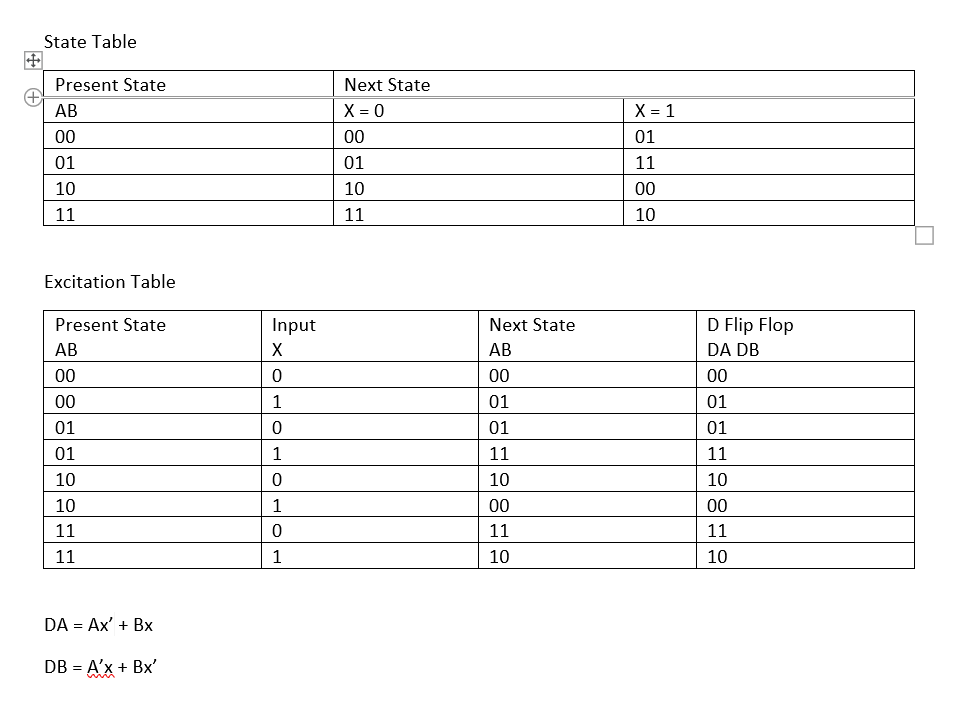 State Table
Present State Next State
AB X = 0 X = 1
00 00 01
01 01 11
10 10 00
11 11 10
Excitation Table
Present State Input Next State D Flip Flop
AB X AB DA DB
00 0 00 00
00 1 01 01
01 0 01 01
01 1 11 11
10 0 10 10
10 1 00 00
11 0 11 11
11 1 10 10
DA = Ax’ + Bx
DB = A’x + Bx’